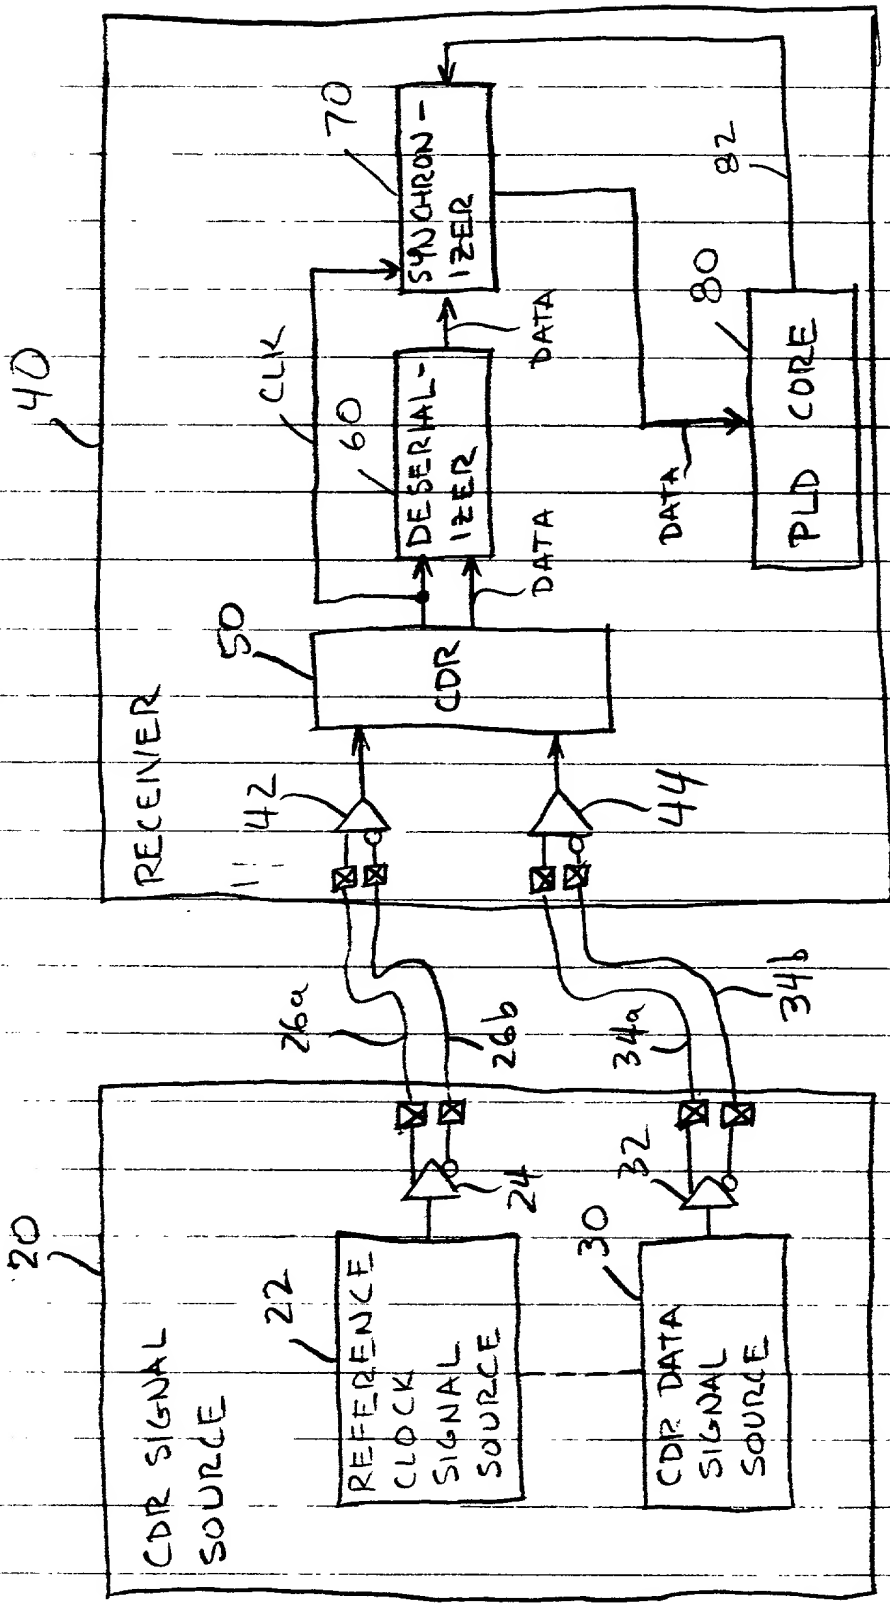 20
CDR SIGNAL
SOURCE
22
REFERENCE
CLOCK
SIGNAL
SOURCE
24
30
CDR DATA
SIGNAL
SOURCE
32
26a
26b
34a
34b
40
RECEIVER
42
44
50
CDR
CLK
60
DESERIAL-
IZER
DATA
DATA
70
SYNCHRON-
IZER
DATA
80
PLD CORE
82